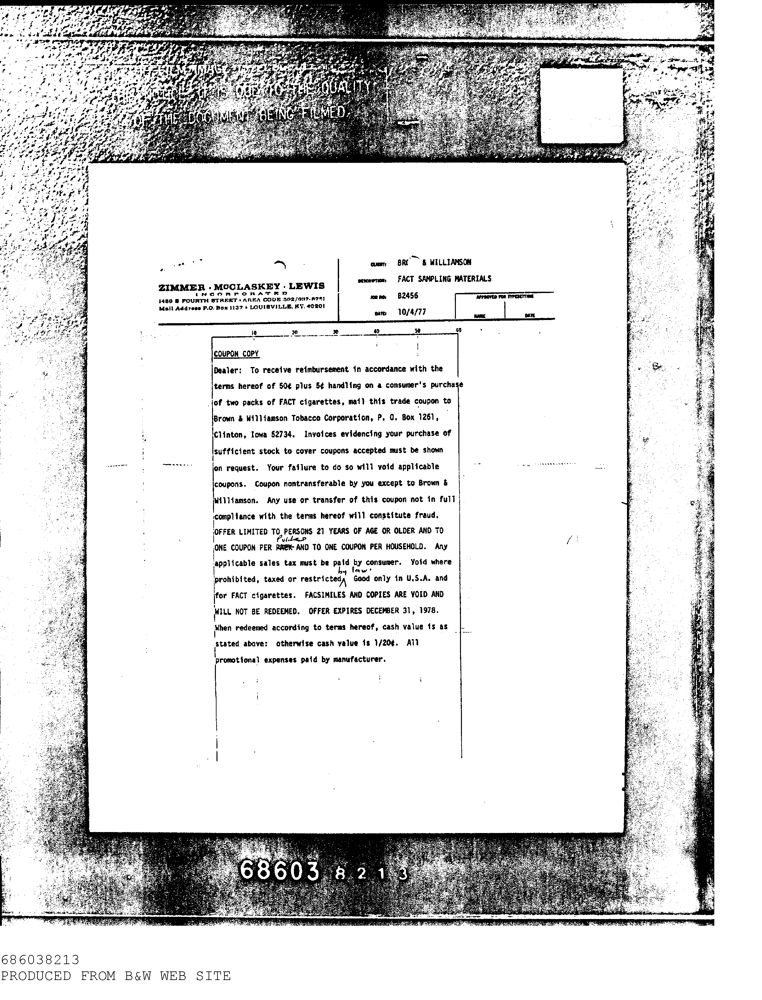 IT IS DUE TO THE QUALITY
OF THE DOCUMENT BEING FILMED.
CLIENT: BR & WILLIAMSON
DESCRIPTION: FACT SAMPLING MATERIALS
ZIMMER · McCLASKEY · LEWIS
INCORPORATED
FOURTH STREET · AREA CODE
Mail Address P.O. Box 1127 · LOUISVILLE, KY. 40201
JOB NO: B2456
APPROVED FOR TYPESETTING
DATE: 10/4/77
NAME DATE
10 20 30 40 50 60
COUPON COPY
Dealer: To receive reimbursement in accordance with the
terms hereof of 50¢ plus 5¢ handling on a consumer's purchase
of two packs of FACT cigarettes, mail this trade coupon to
Brown & Williamson Tobacco Corporation, P. O. Box 1261,
Clinton, Iowa 52734. Invoices evidencing your purchase of
sufficient stock to cover coupons accepted must be shown
on request. Your failure to do so will void applicable
coupons. Coupon nontransferable by you except to Brown &
Williamson. Any use or transfer of this coupon not in full
compliance with the terms hereof will constitute fraud.
OFFER LIMITED TO PERSONS 21 YEARS OF AGE OR OLDER AND TO
ONE COUPON PER AND TO ONE COUPON PER HOUSEHOLD. Any
applicable sales tax must be paid by consumer. Void where
by law.
prohibited, taxed or restricted Good only in U.S.A. and
for FACT cigarettes. FACSIMILES AND COPIES ARE VOID AND
WILL NOT BE REDEEMED. OFFER EXPIRES DECEMBER 31, 1978.
When redeemed according to terms hereof, cash value is as
stated above: otherwise cash value is 1/20¢. All
promotional expenses paid by manufacturer.
68603 8213
686038213
PRODUCED FROM B&W WEB SITE